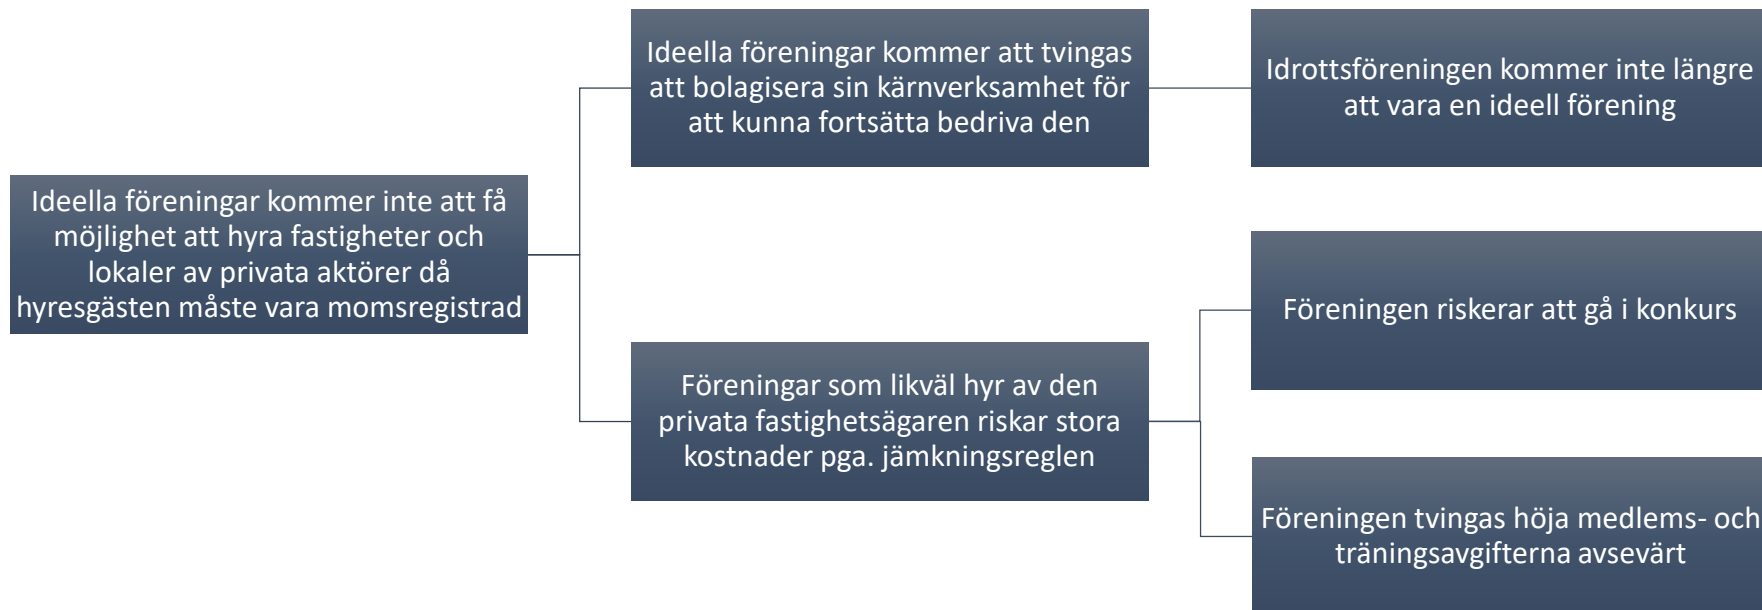 Ideella föreningar kommer inte att få
möjlighet att hyra fastigheter och
lokaler av privata aktörer då
hyresgästen måste vara momsregistrad
Ideella föreningar kommer att tvingas
att bolagisera sin kärnverksamhet för
att kunna fortsätta bedriva den
Idrottsföreningen kommer inte längre
att vara en ideell förening
Föreningar som likväl hyr av den
privata fastighetsägaren riskar stora
kostnader pga. jämkningsreglen
Föreningen riskerar att gå i konkurs
Föreningen tvingas höja medlems- och
träningsavgifterna avsevärt